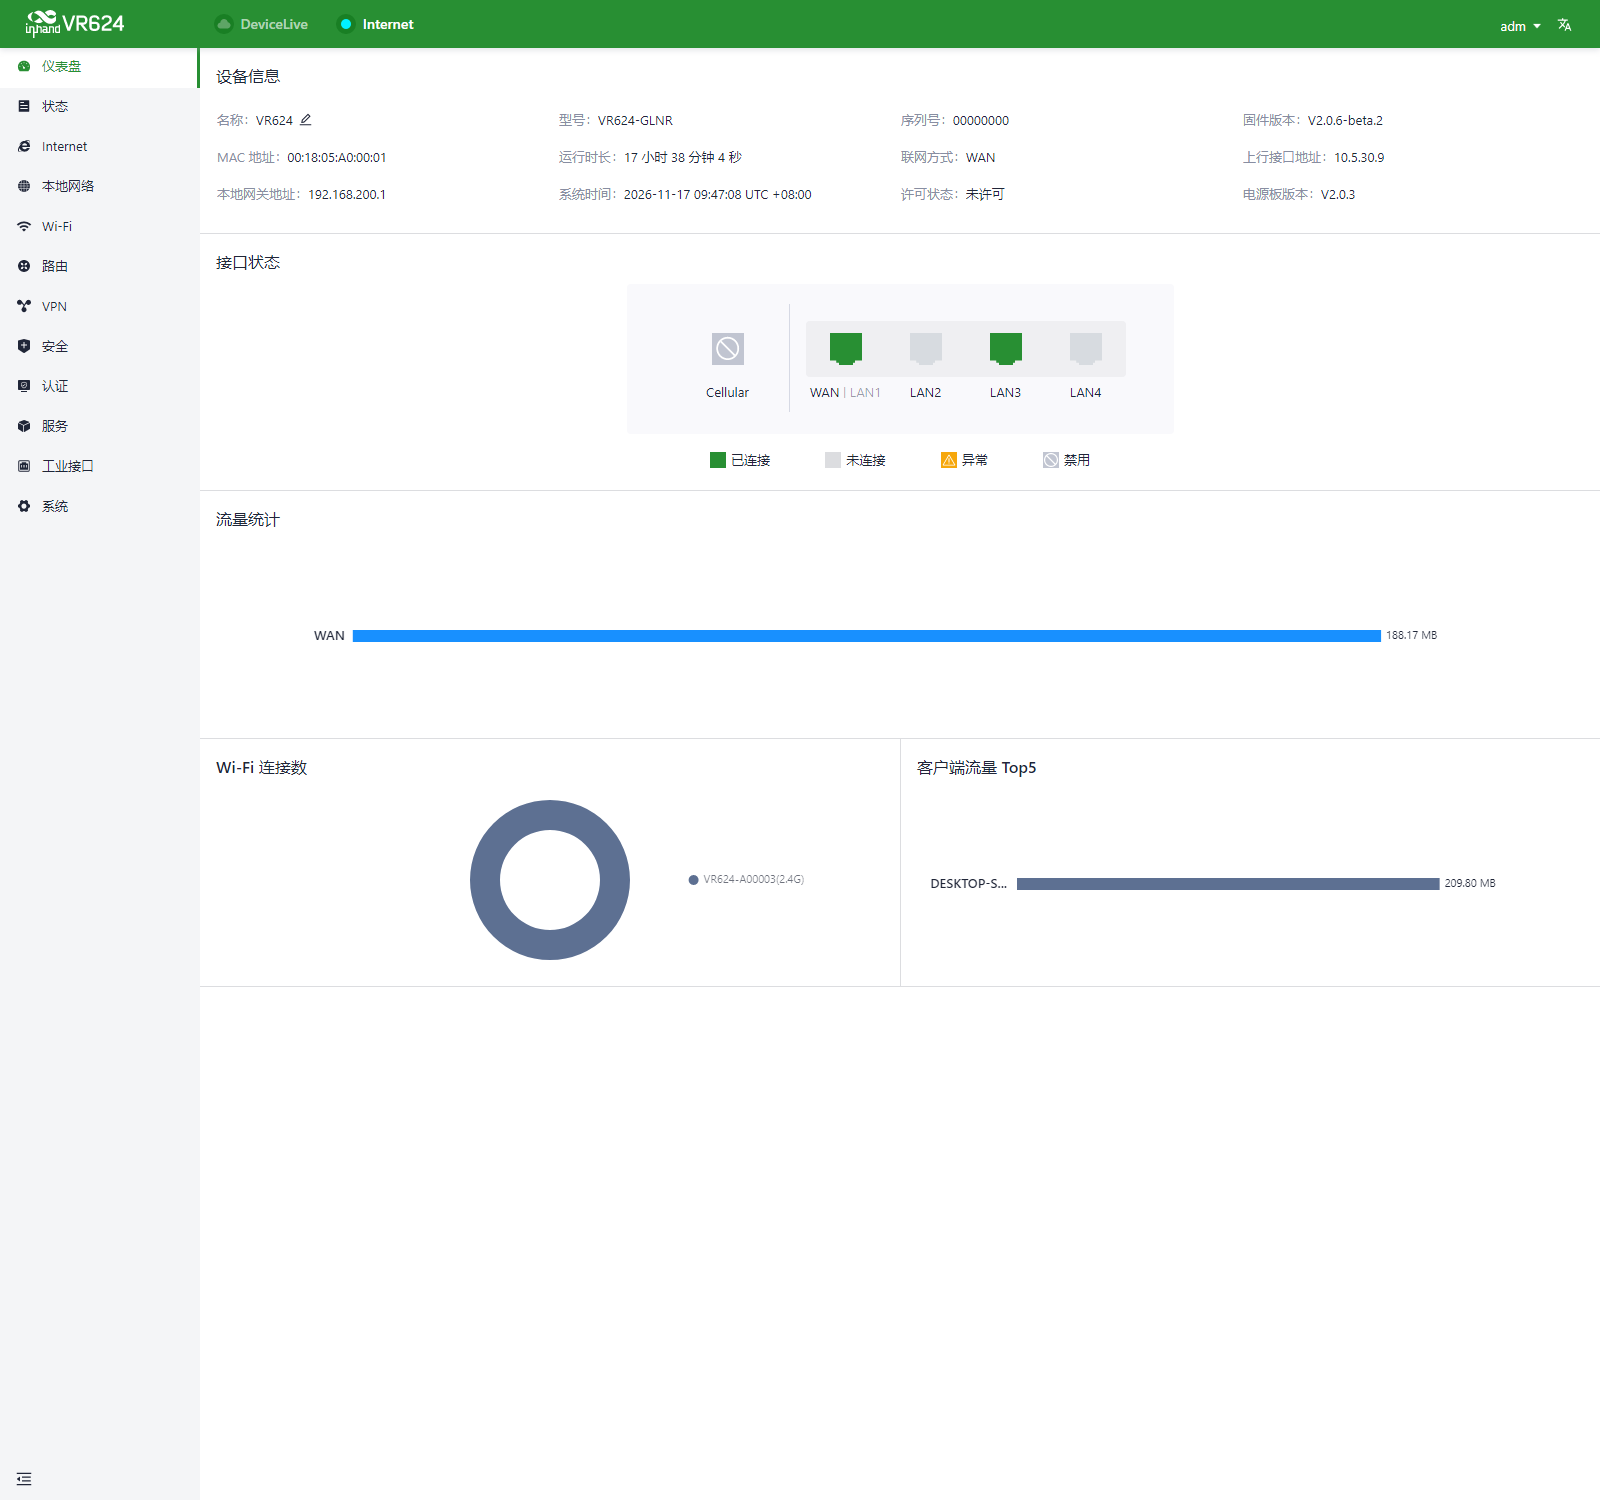 inhand VR624
DeviceLive
Internet
adm
仪表盘
状态
Internet
本地网络
Wi-Fi
路由
VPN
安全
认证
服务
工业接口
系统
设备信息
名称: VR624
型号: VR624-GLNR
序列号: 00000000
固件版本: V2.0.6-beta.2
MAC 地址: 00:18:05:A0:00:01
运行时长: 17 小时 38 分钟 4 秒
联网方式: WAN
上行接口地址: 10.5.30.9
本地网关地址: 192.168.200.1
系统时间: 2026-11-17 09:47:08 UTC +08:00
许可状态: 未许可
电源板版本: V2.0.3
接口状态
Cellular
WAN | LAN1
LAN2
LAN3
LAN4
已连接
未连接
异常
禁用
流量统计
WAN
188.17 MB
Wi-Fi 连接数
VR624-A00003(2.4G)
客户端流量 Top5
DESKTOP-S...
209.80 MB